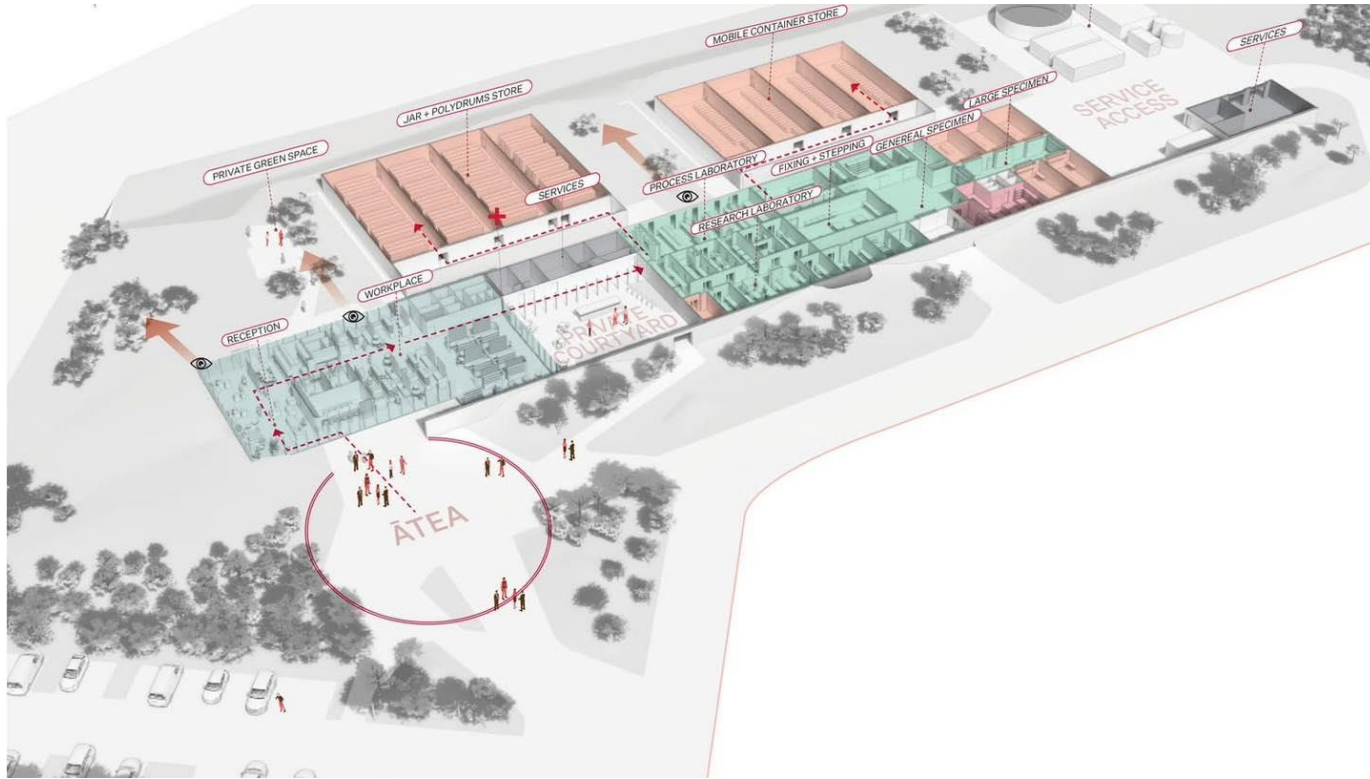 MOBILE CONTAINER STORE
SERVICES
JAR + POLYDRUMS STORE
LARGE SPECIMEN
SERVICE
ACCESS
PRIVATE GREEN SPACE
PROCESS LABORATORY
FIXING + STEPPING
GENEREAL SPECIMEN
SERVICES
RESEARCH LABORATORY
WORKPLACE
RECEPTION
PRIVATE
COURTYARD
ĀTEA